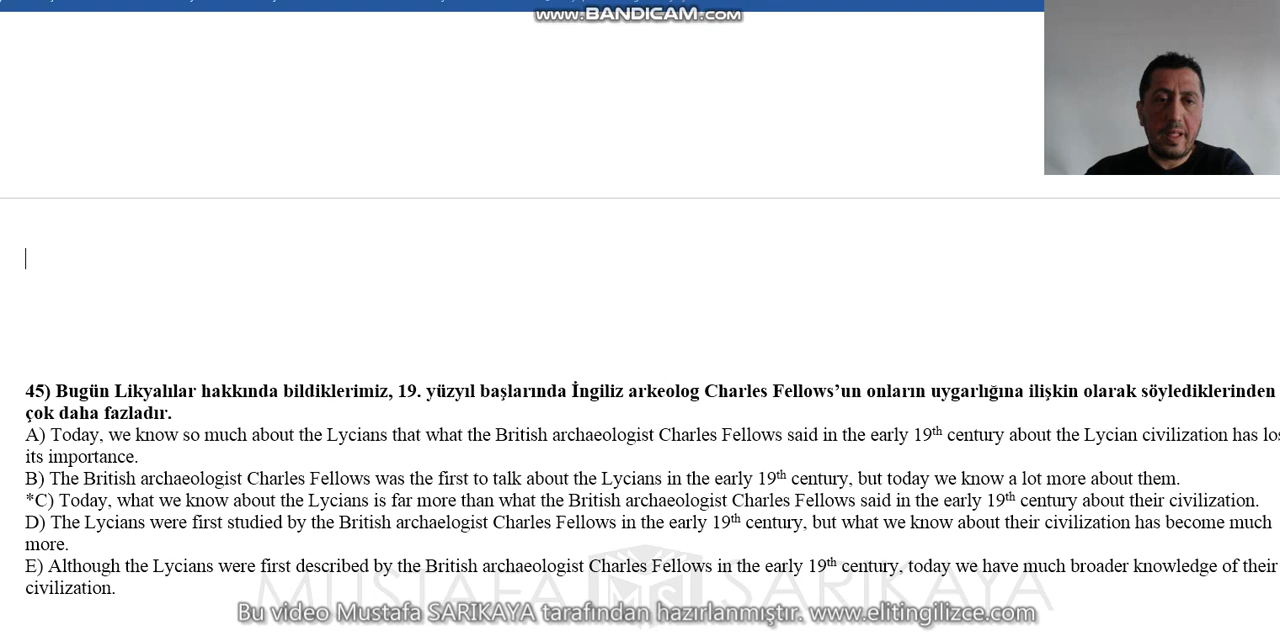 www.BANDICAM.com
45) Bugün Likyalılar hakkında bildiklerimiz, 19. yüzyıl başlarında İngiliz arkeolog Charles Fellows’un onların uygarlığına ilişkin olarak söylediklerinden
çok daha fazladır.
A) Today, we know so much about the Lycians that what the British archaeologist Charles Fellows said in the early 19th century about the Lycian civilization has
its importance.
B) The British archaeologist Charles Fellows was the first to talk about the Lycians in the early 19th century, but today we know a lot more about them.
*C) Today, what we know about the Lycians is far more than what the British archaeologist Charles Fellows said in the early 19th century about their civilization.
D) The Lycians were first studied by the British archaelogist Charles Fellows in the early 19th century, but what we know about their civilization has become much
more.
E) Although the Lycians were first described by the British archaeologist Charles Fellows in the early 19th century, today we have much broader knowledge of their
civilization.
MUSTAFA SARIKAYA
Bu video Mustafa SARIKAYA tarafından hazırlanmıştır. www.elitingilizce.com